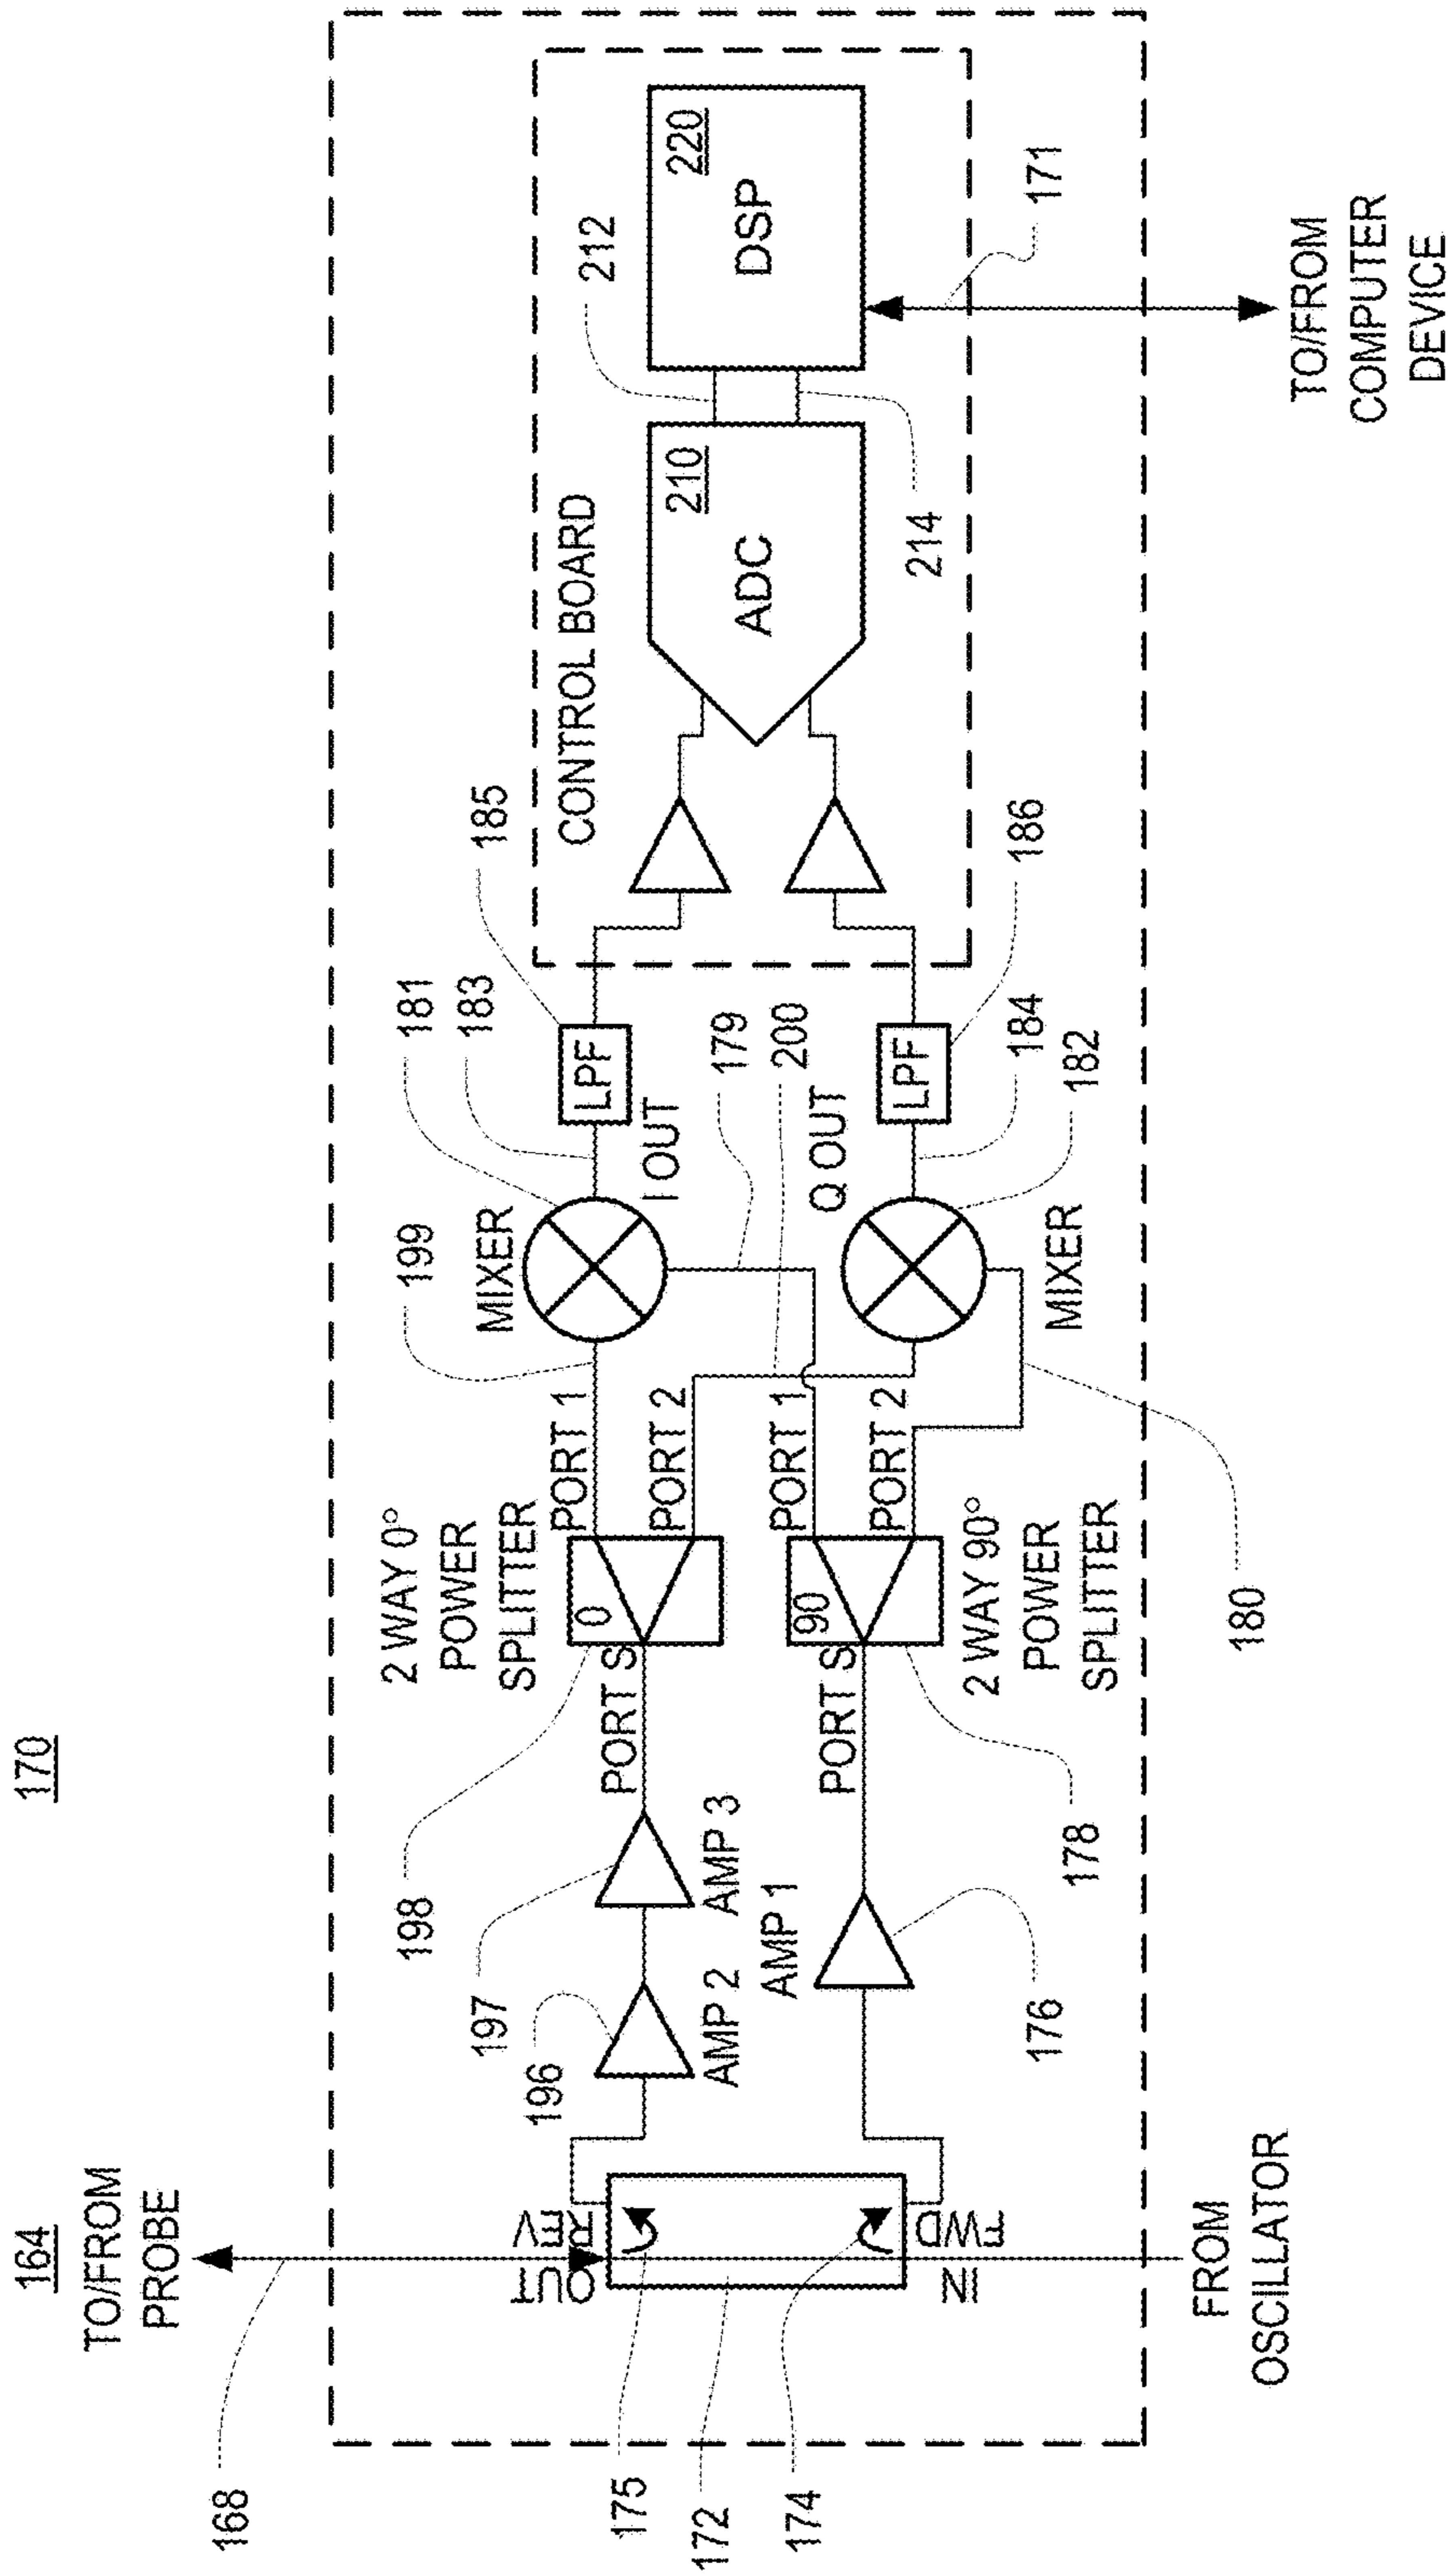 170
164
TO/FROM
PROBE
168
OUT
REV
IN
FWD
175
172
174
FROM
OSCILLATOR
196
AMP 2
197
AMP 3
AMP 1
176
198
2 WAY 0°
POWER
SPLITTER
0
PORT S
PORT 1
PORT 2
178
2 WAY 90°
POWER
SPLITTER
90
PORT S
PORT 1
PORT 2
180
199
MIXER
181
183
I OUT
179
200
Q OUT
MIXER
182
184
LPF
185
LPF
186
CONTROL BOARD
ADC
210
212
214
DSP
220
171
TO/FROM
COMPUTER
DEVICE